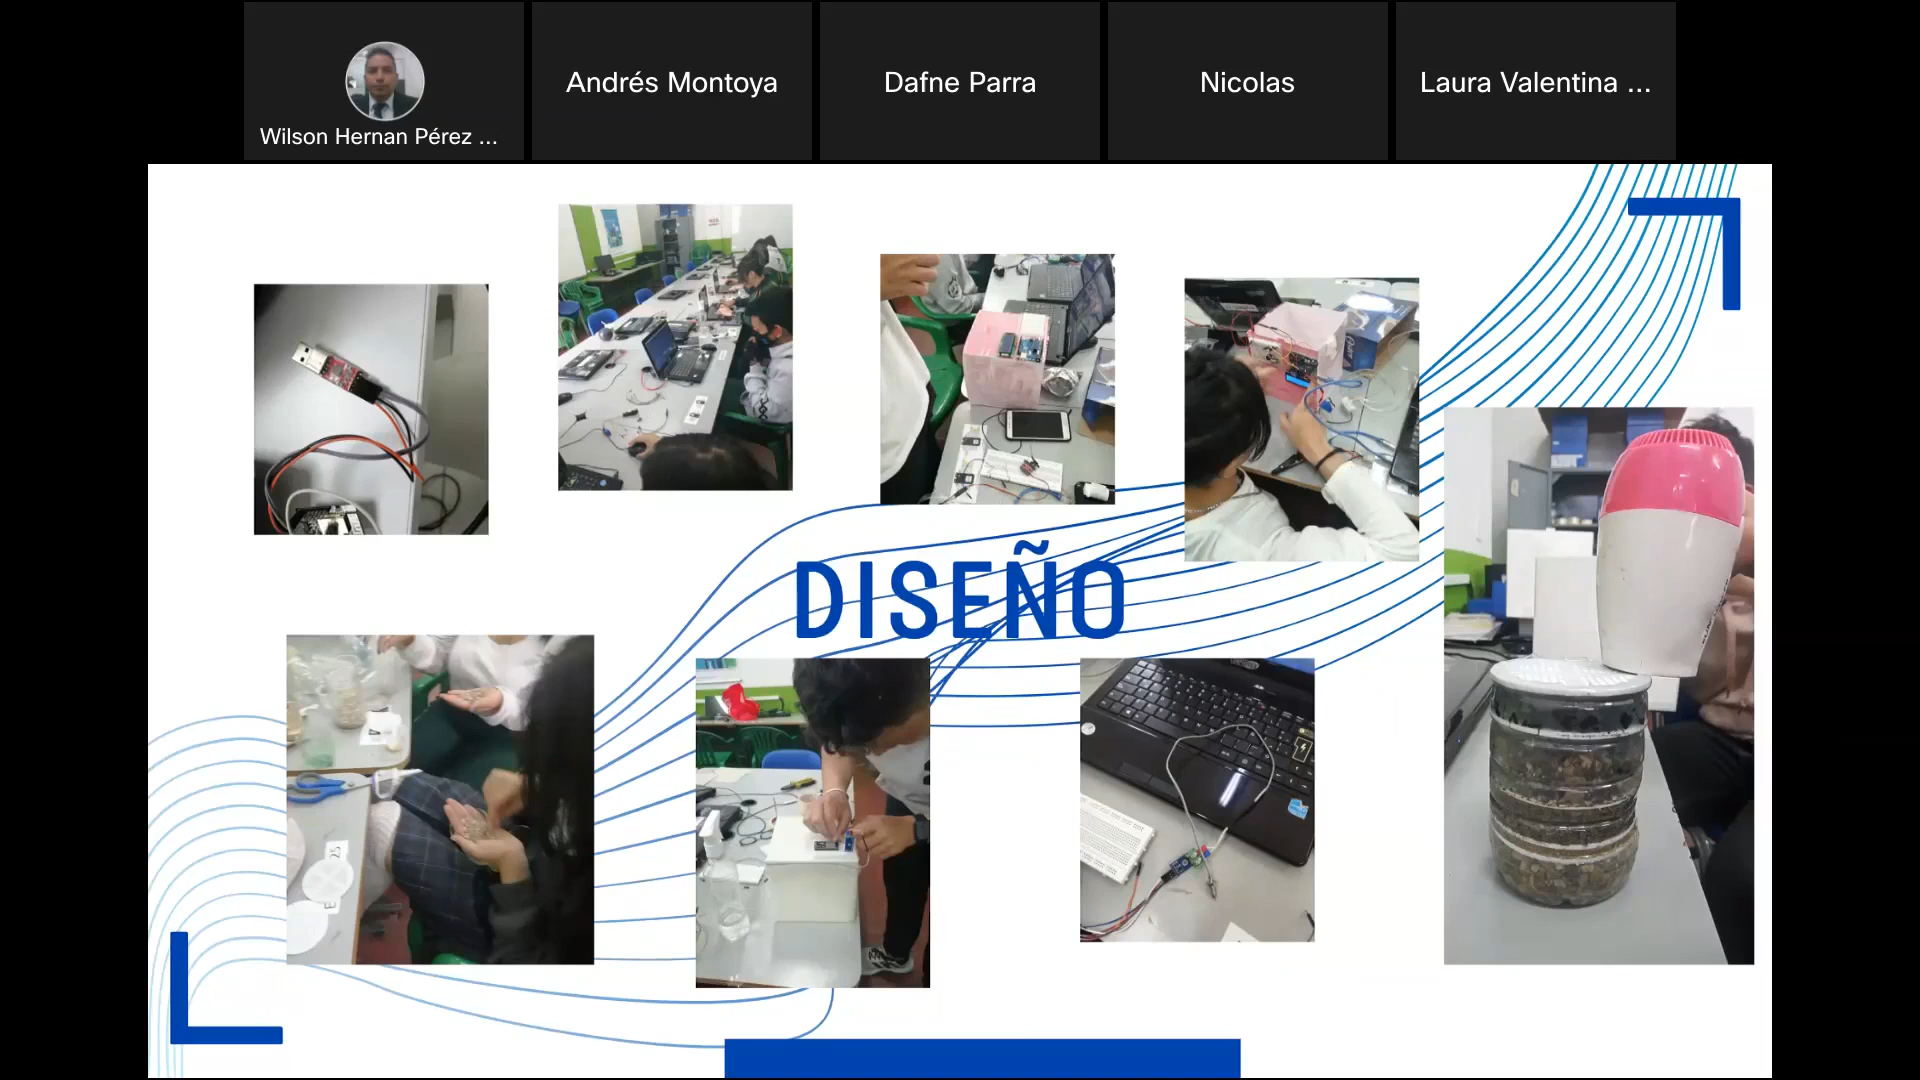 Wilson Hernan Pérez ...
Andrés Montoya
Dafne Parra
Nicolas
Laura Valentina ...
DISEÑO